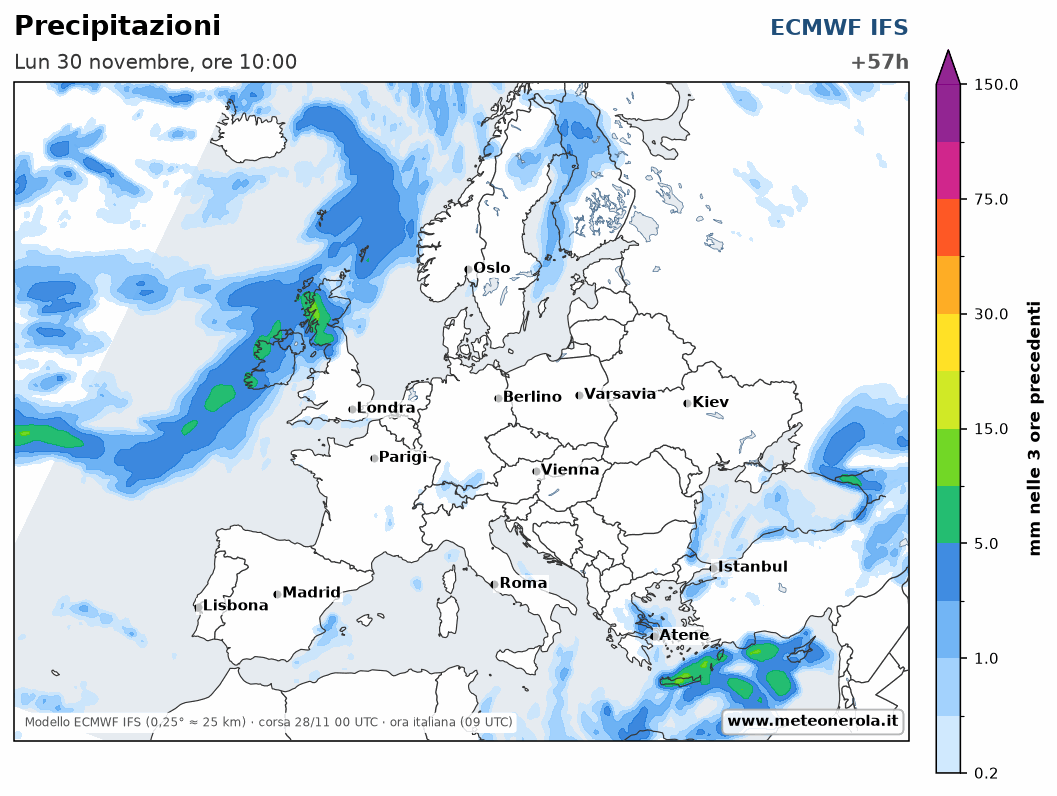 Precipitazioni
ECMWF IFS
Lun 30 novembre, ore 10:00
+57h
150.0
75.0
30.0
15.0
5.0
1.0
0.2
mm nelle 3 ore precedenti
Oslo
Berlino
Varsavia
Kiev
Londra
Parigi
Vienna
Istanbul
Roma
Madrid
Lisbona
Atene
Modello ECMWF IFS (0,25° ≈ 25 km) · corsa 28/11 00 UTC · ora italiana (09 UTC)
www.meteonerola.it